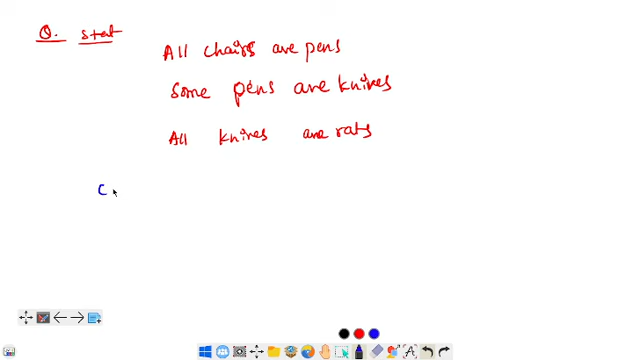 Q. Stat
All chairs are pens
Some pens are knives
All knives are rats
C